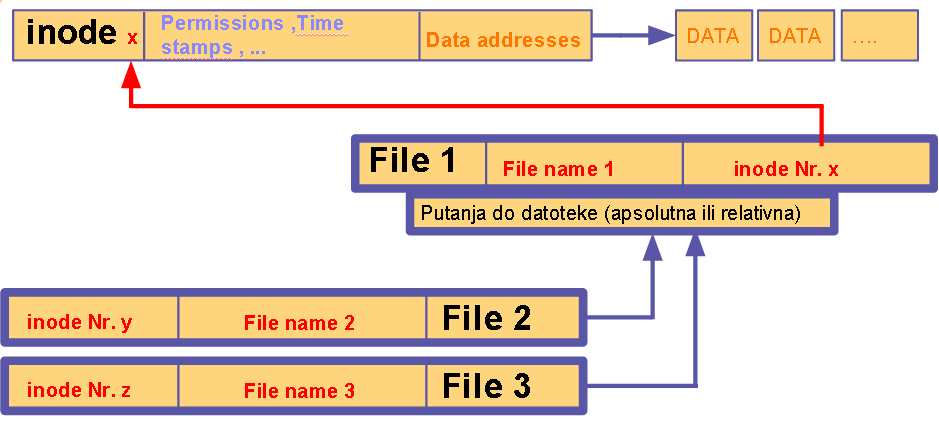 inode x
Permissions ,Time
stamps , ...
Data addresses
DATA
DATA
....
File 1
File name 1
inode Nr. x
Putanja do datoteke (apsolutna ili relativna)
inode Nr. y
File name 2
File 2
inode Nr. z
File name 3
File 3